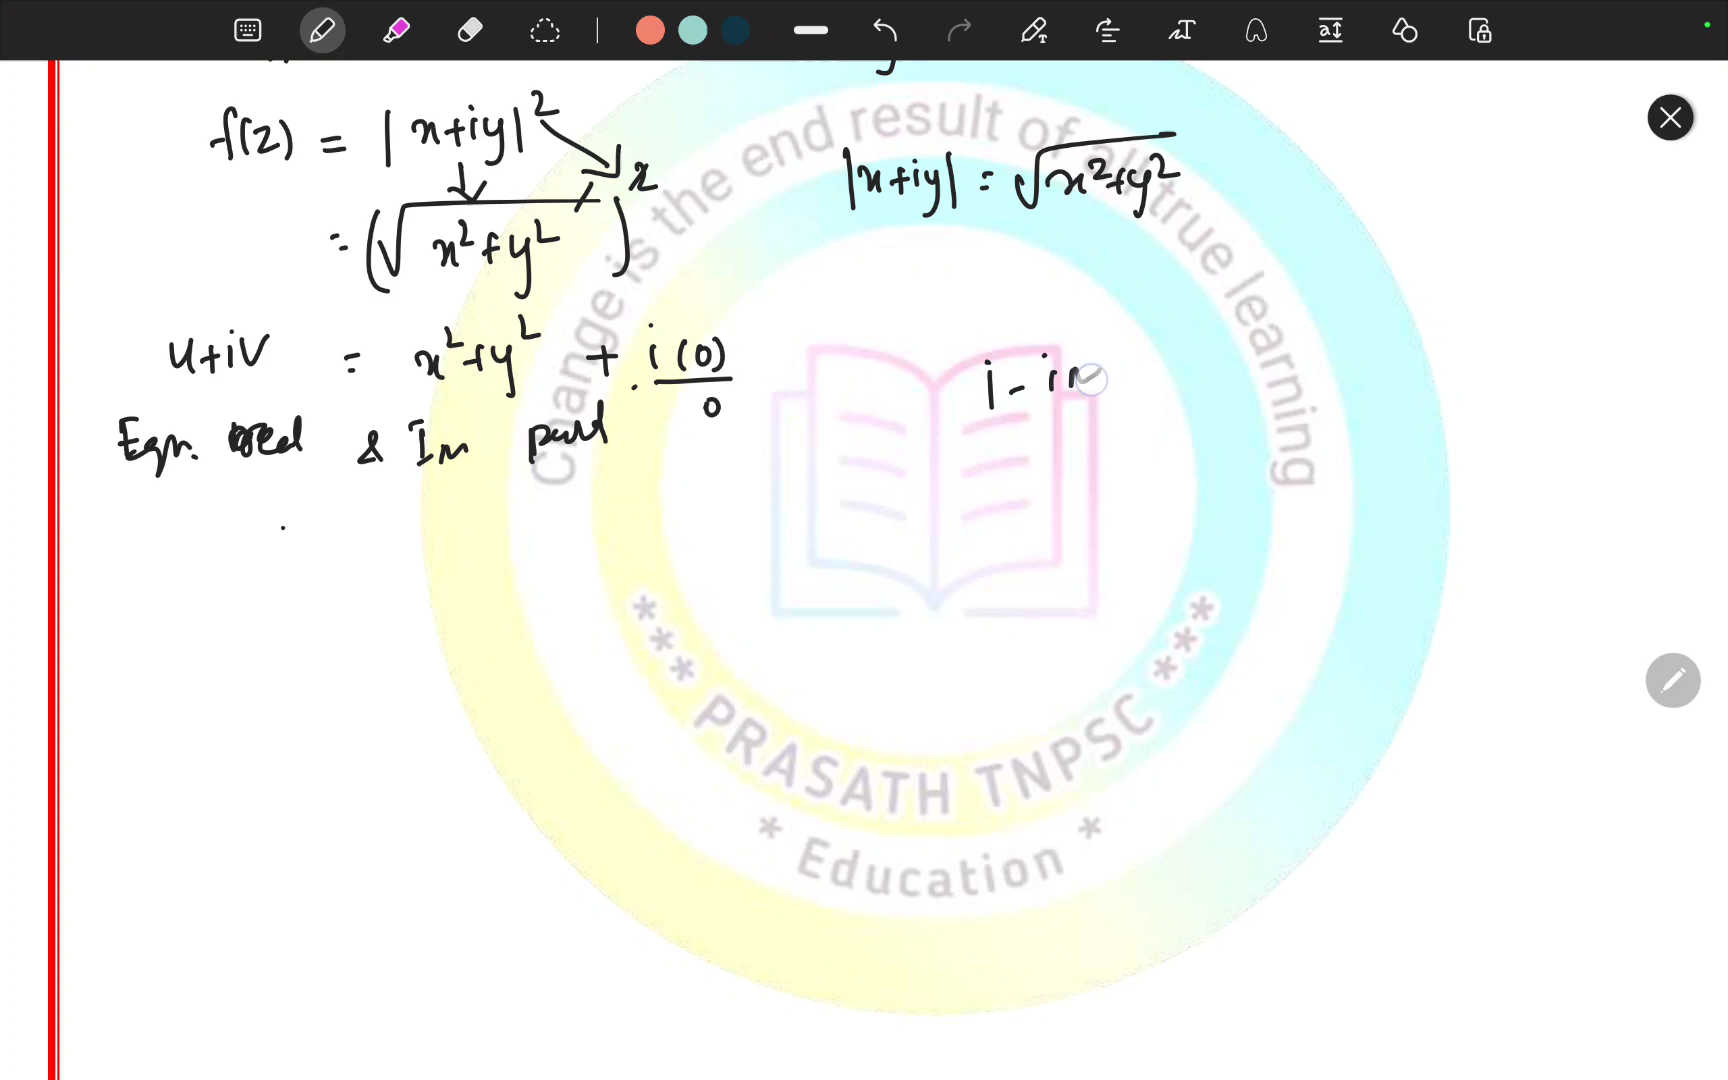 f(z) = |x+iy|²
|x+iy| = √x²+y²
= (√x²+y²)²
u+iv = x²+y² + i(0)
0
i - i
Eqn. real & Im part
Change is the end result of all true learning
**** PRASATH TNPSC ****
* Education *